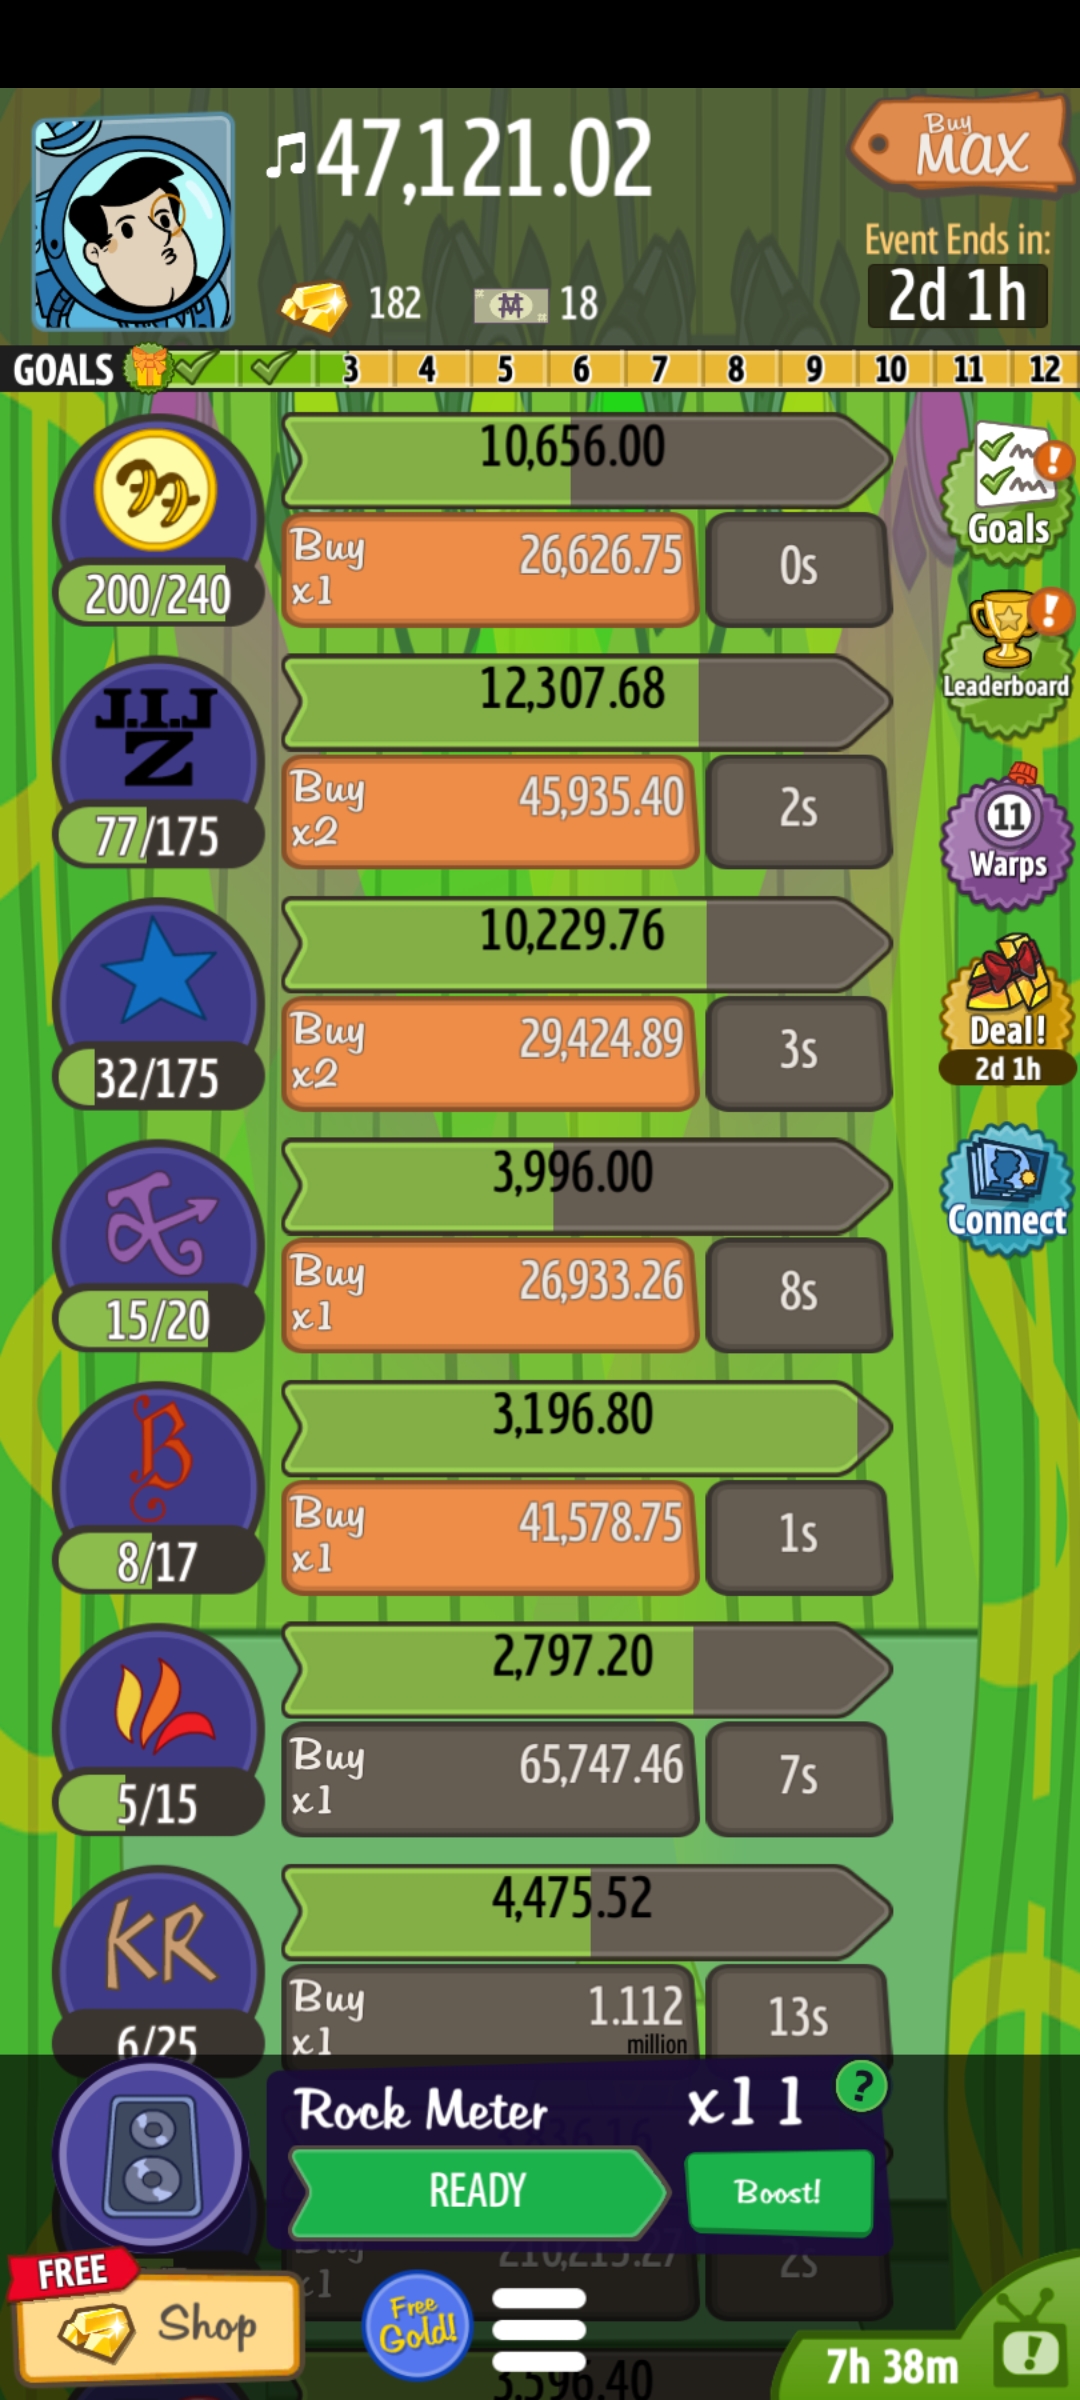 47,121.02
Buy
MAX
Event Ends in:
2d 1h
182
18
GOALS 3 4 5 6 7 8 9 10 11 12
10,656.00
Buy
x1
26,626.75
0s
200/240
Goals
J.I.J
Z
12,307.68
Buy
x2
45,935.40
2s
77/175
Leaderboard
11
Warps
10,229.76
Buy
x2
29,424.89
3s
32/175
Deal!
2d 1h
3,996.00
Buy
x1
26,933.26
8s
15/20
Connect
B
3,196.80
Buy
x1
41,578.75
1s
8/17
2,797.20
Buy
x1
65,747.46
7s
5/15
KR
4,475.52
Buy
x1
1.112
million
13s
6/25
Rock Meter
x11
?
READY
Boost!
2s
FREE
Shop
Free
Gold!
3,596.40
7h 38m